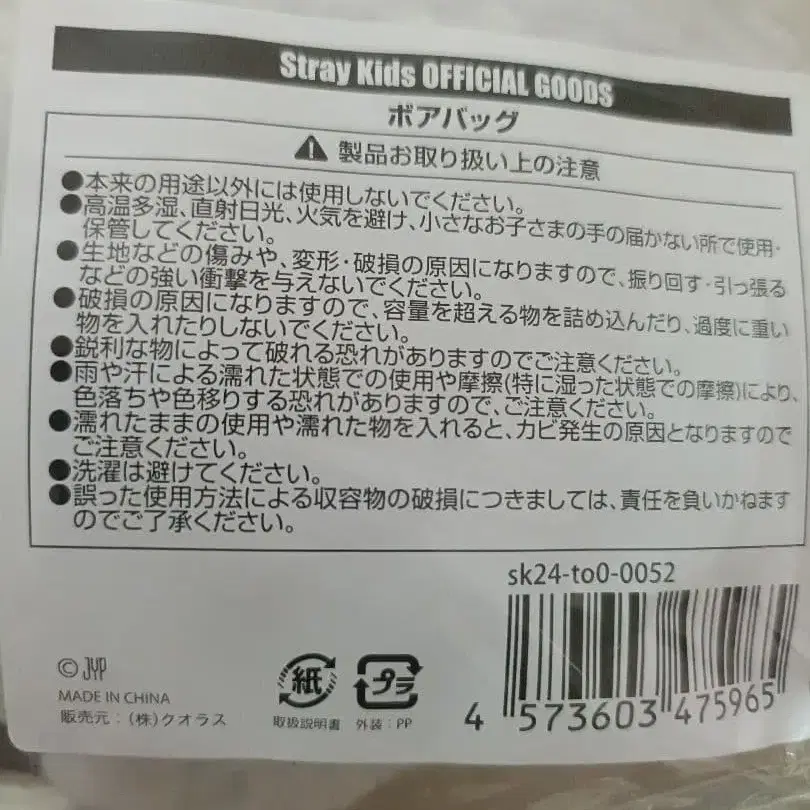 Stray Kids OFFICIAL GOODS
ボアバッグ
製品お取り扱い上の注意
●本来の用途以外には使用しないでください。
●高温多湿、直射日光、火気を避け、小さなお子さまの手の届かない所で使用・
保管してください。
●生地などの傷みや、変形・破損の原因になりますので、振り回す・引っ張る
などの強い衝撃を与えないでください。
●破損の原因になりますので、容量を超える物を詰め込んだり、過度に重い
物を入れたりしないでください。
●鋭利な物によって破れる恐れがありますのでご注意ください。
●雨や汗による濡れた状態での使用や摩擦(特に湿った状態での摩擦)により、
色落ちや色移りする恐れがありますので、ご注意ください。
●濡れたままの使用や濡れた物を入れると、カビ発生の原因となりますので
ご注意ください。
●洗濯は避けてください。
●誤った使用方法による収容物の破損につきましては、責任を負いかねます
のでご了承ください。
sk24-to0-0052
4 573603 475965
© JYP
MADE IN CHINA
販売元:(株)クオラス
紙
取扱説明書
プラ
外装:PP